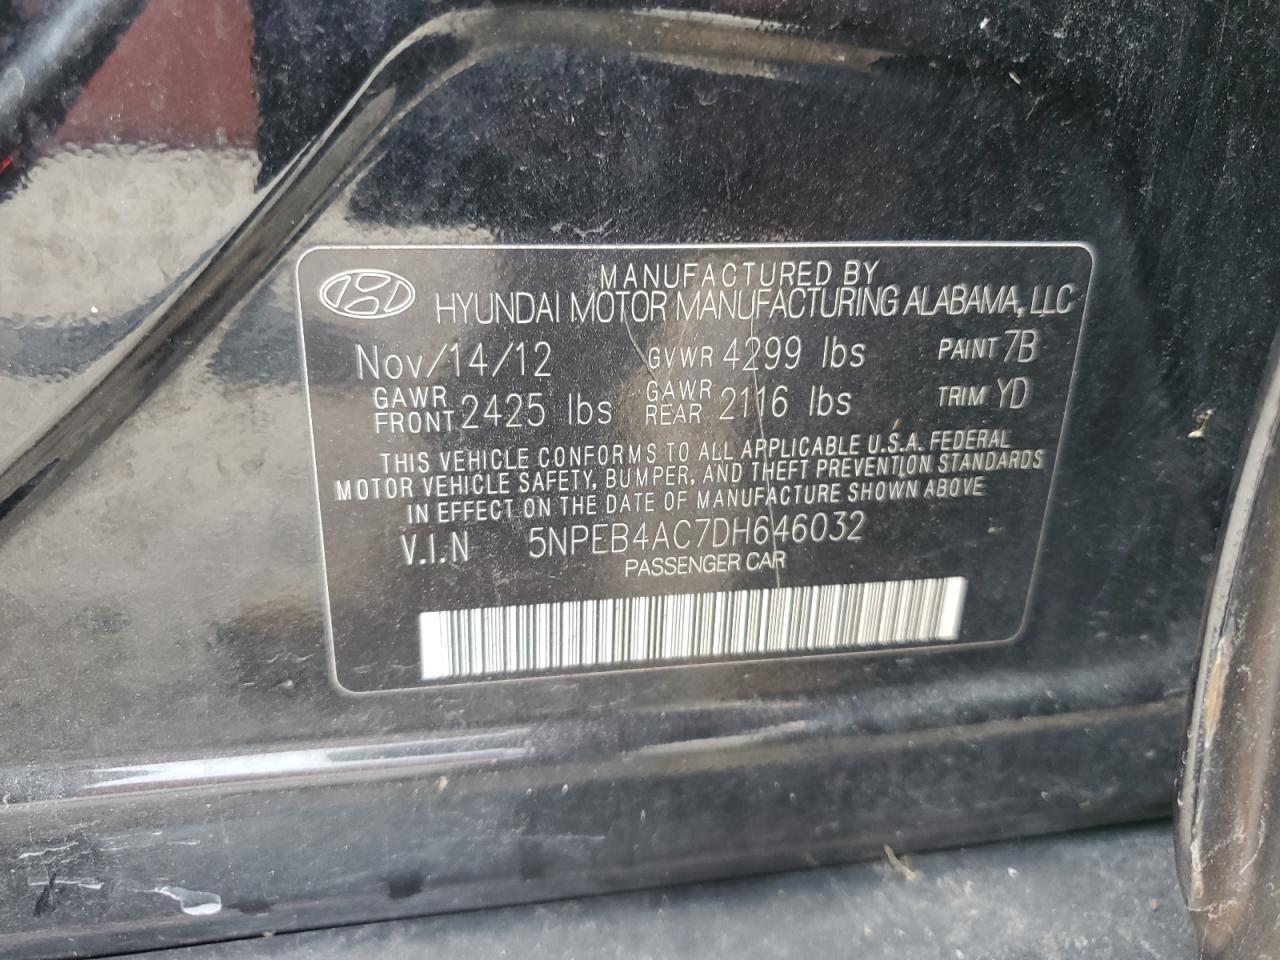 MANUFACTURED BY
HYUNDAI MOTOR MANUFACTURING ALABAMA, LLC
Nov/14/12 GVWR 4299 lbs PAINT 7B
GAWR FRONT 2425 lbs GAWR REAR 2116 lbs TRIM YD
THIS VEHICLE CONFORMS TO ALL APPLICABLE U.S.A. FEDERAL
MOTOR VEHICLE SAFETY, BUMPER, AND THEFT PREVENTION STANDARDS
IN EFFECT ON THE DATE OF MANUFACTURE SHOWN ABOVE
V.I.N 5NPEB4AC7DH646032
PASSENGER CAR